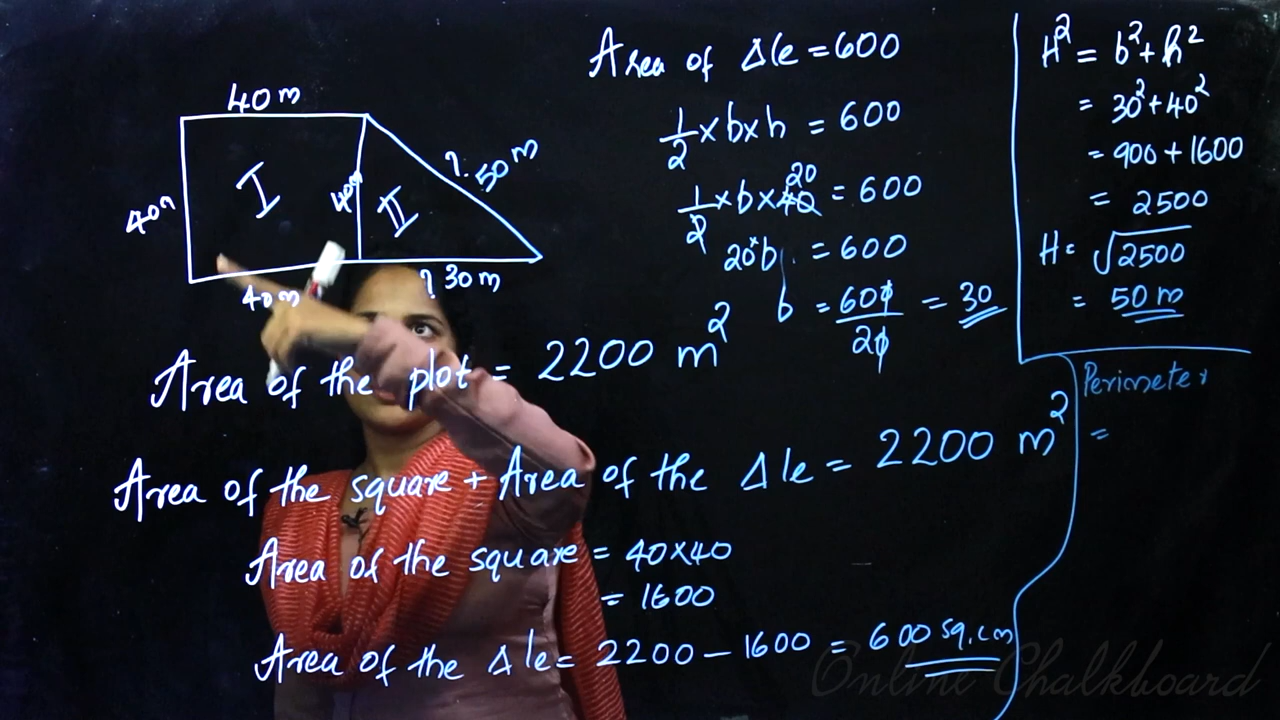 40 m
40 m
I
40m
II
?
50 m
40 m
? 30 m
Area of Δle = 600
1/2 × b × h = 600
1/2 × b × 40 20 = 600
20 × b = 600
b = 600/20 = 30
H² = b² + h²
= 30² + 40²
= 900 + 1600
= 2500
H = √2500
= 50 m
Area of the plot = 2200 m²
Area of the square + Area of the Δle = 2200 m²
Area of the square = 40 × 40
= 1600
Area of the Δle = 2200 – 1600 = 600 sq.cm
Perimeter
=
Online Chalkboard